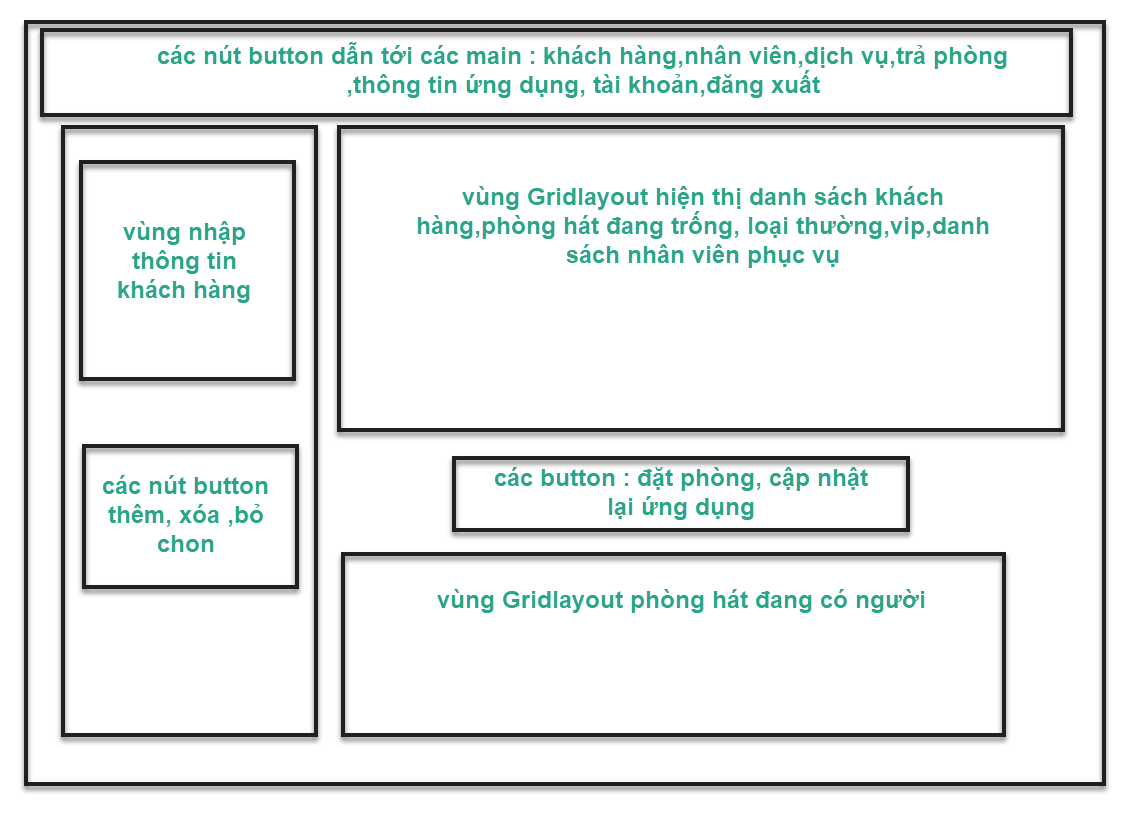 các nút button dẫn tới các main : khách hàng,nhân viên,dịch vụ,trả phòng
,thông tin ứng dụng, tài khoản,đăng xuất
vùng nhập
thông tin
khách hàng
các nút button
thêm, xóa ,bỏ
chon
vùng Gridlayout hiện thị danh sách khách
hàng,phòng hát đang trống, loại thường,vip,danh
sách nhân viên phục vụ
các button : đặt phòng, cập nhật
lại ứng dụng
vùng Gridlayout phòng hát đang có người